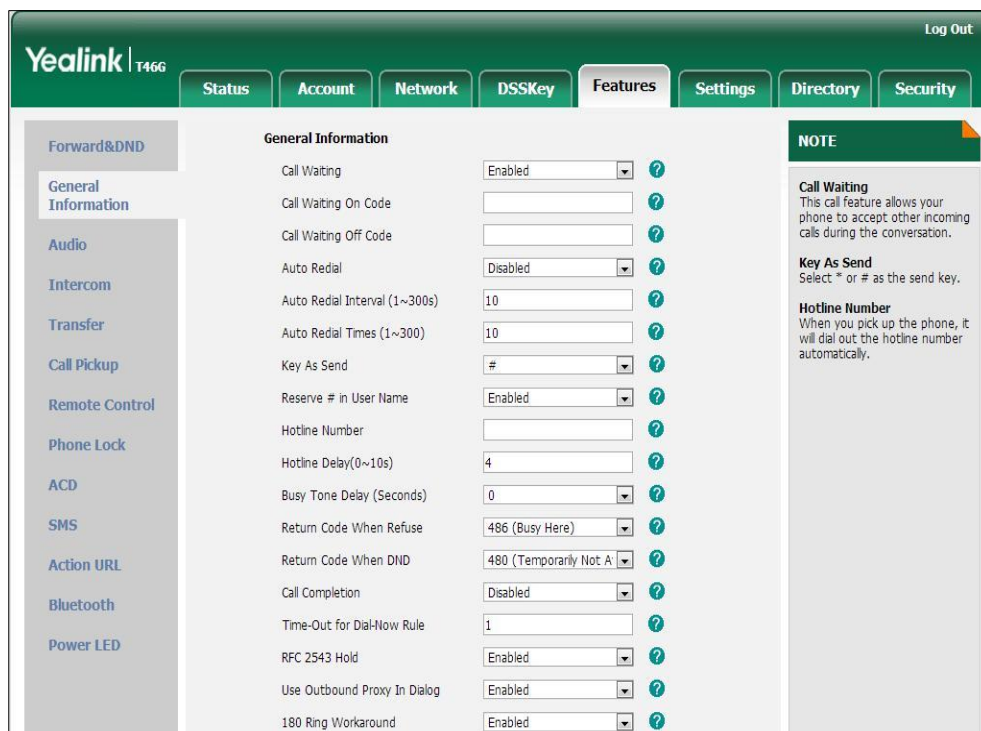 Log Out
Yealink T46G
Status Account Network DSSKey Features Settings Directory Security
Forward&DND
General
Information
Audio
Intercom
Transfer
Call Pickup
Remote Control
Phone Lock
ACD
SMS
Action URL
Bluetooth
Power LED
General Information
Call Waiting Enabled ?
Call Waiting On Code ?
Call Waiting Off Code ?
Auto Redial Disabled ?
Auto Redial Interval (1~300s) 10 ?
Auto Redial Times (1~300) 10 ?
Key As Send # ?
Reserve # in User Name Enabled ?
Hotline Number ?
Hotline Delay(0~10s) 4 ?
Busy Tone Delay (Seconds) 0 ?
Return Code When Refuse 486 (Busy Here) ?
Return Code When DND 480 (Temporarily Not A ?
Call Completion Disabled ?
Time-Out for Dial-Now Rule 1 ?
RFC 2543 Hold Enabled ?
Use Outbound Proxy In Dialog Enabled ?
180 Ring Workaround Enabled ?
NOTE
Call Waiting
This call feature allows your
phone to accept other incoming
calls during the conversation.
Key As Send
Select * or # as the send key.
Hotline Number
When you pick up the phone, it
will dial out the hotline number
automatically.